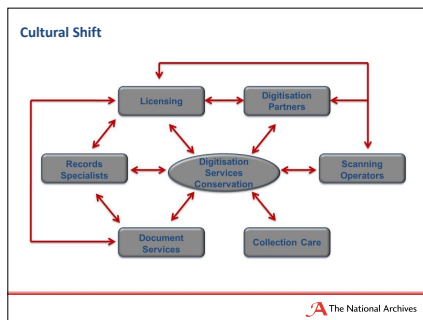 Cultural Shift
Licensing
Digitisation
Partners
Records
Specialists
Digitisation
Services
Conservation
Scanning
Operators
Document
Services
Collection Care
The National Archives